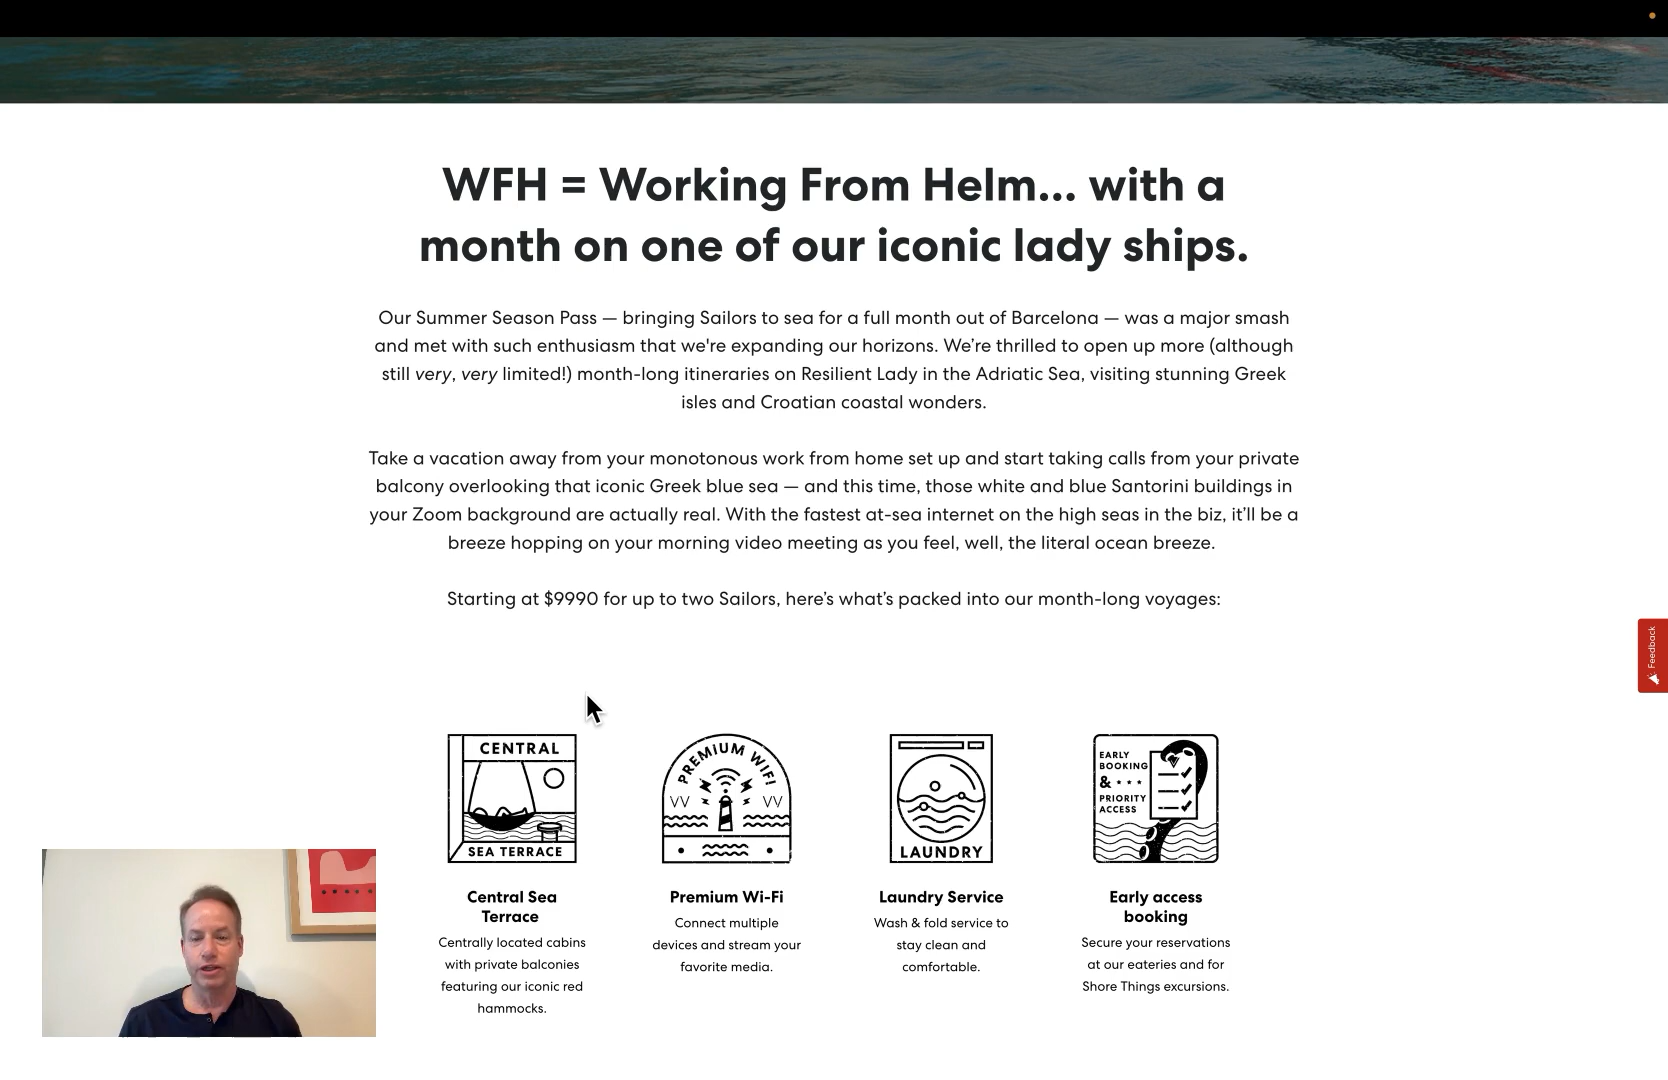 WFH = Working From Helm... with a
month on one of our iconic lady ships.
Our Summer Season Pass — bringing Sailors to sea for a full month out of Barcelona — was a major smash
and met with such enthusiasm that we're expanding our horizons. We’re thrilled to open up more (although
still very, very limited!) month-long itineraries on Resilient Lady in the Adriatic Sea, visiting stunning Greek
isles and Croatian coastal wonders.
Take a vacation away from your monotonous work from home set up and start taking calls from your private
balcony overlooking that iconic Greek blue sea — and this time, those white and blue Santorini buildings in
your Zoom background are actually real. With the fastest at-sea internet on the high seas in the biz, it’ll be a
breeze hopping on your morning video meeting as you feel, well, the literal ocean breeze.
Starting at $9990 for up to two Sailors, here’s what’s packed into our month-long voyages:
Feedback
CENTRAL
SEA TERRACE
PREMIUM WIFI
LAUNDRY
EARLY
BOOKING
&
PRIORITY
ACCESS
Central Sea
Terrace
Centrally located cabins
with private balconies
featuring our iconic red
hammocks.
Premium Wi-Fi
Connect multiple
devices and stream your
favorite media.
Laundry Service
Wash & fold service to
stay clean and
comfortable.
Early access
booking
Secure your reservations
at our eateries and for
Shore Things excursions.